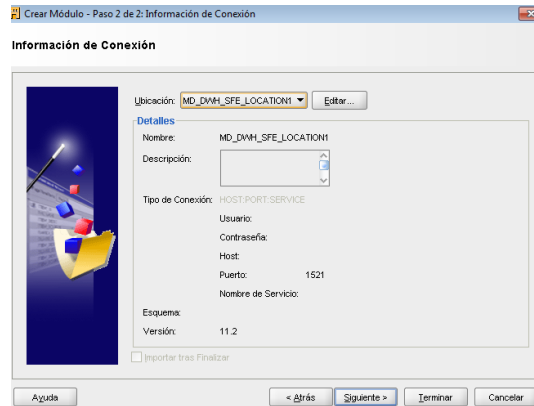 Crear Módulo - Paso 2 de 2: Información de Conexión
Información de Conexión
Ubicación: MD_DWH_SFE_LOCATION1 Editar...
Detalles
Nombre: MD_DWH_SFE_LOCATION1
Descripción:
Tipo de Conexión: HOST:PORT:SERVICE
Usuario:
Contraseña:
Host:
Puerto: 1521
Nombre de Servicio:
Esquema:
Versión: 11.2
Importar tras Finalizar
Ayuda < Atrás Siguiente > Terminar Cancelar